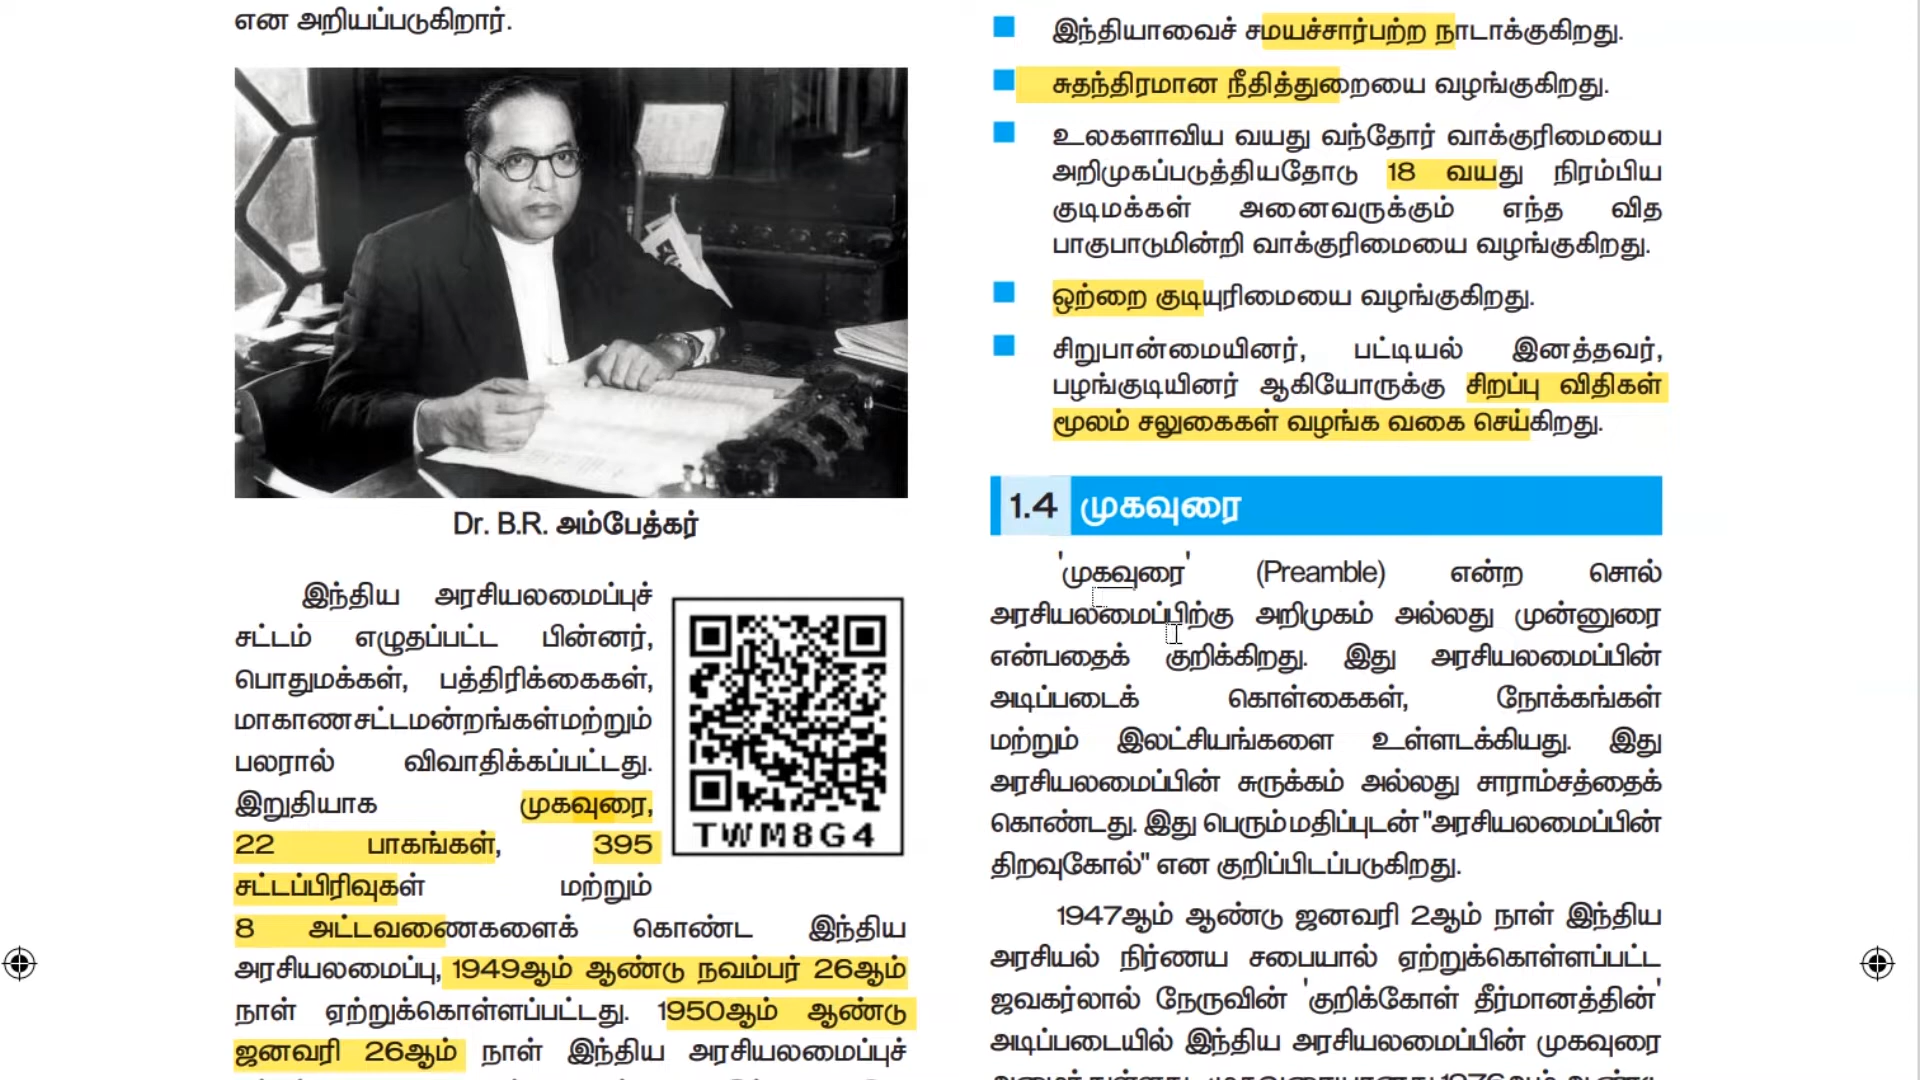 என அறியப்படுகிறார்.
Dr. B.R. அம்பேத்கர்
இந்திய அரசியலமைப்புச்
சட்டம் எழுதப்பட்ட பின்னர்,
பொதுமக்கள், பத்திரிக்கைகள்,
மாகாணசட்டமன்றங்கள்மற்றும்
பலரால் விவாதிக்கப்பட்டது.
இறுதியாக முகவுரை,
22 பாகங்கள், 395
சட்டப்பிரிவுகள் மற்றும்
8 அட்டவணைகளைக் கொண்ட இந்திய
அரசியலமைப்பு, 1949ஆம் ஆண்டு நவம்பர் 26ஆம்
நாள் ஏற்றுக்கொள்ளப்பட்டது. 1950ஆம் ஆண்டு
ஜனவரி 26ஆம் நாள் இந்திய அரசியலமைப்புச்
TWM8G4
இந்தியாவைச் சமயச்சார்பற்ற நாடாக்குகிறது.
சுதந்திரமான நீதித்துறையை வழங்குகிறது.
உலகளாவிய வயது வந்தோர் வாக்குரிமையை
அறிமுகப்படுத்தியதோடு 18 வயது நிரம்பிய
குடிமக்கள் அனைவருக்கும் எந்த வித
பாகுபாடுமின்றி வாக்குரிமையை வழங்குகிறது.
ஒற்றை குடியுரிமையை வழங்குகிறது.
சிறுபான்மையினர், பட்டியல் இனத்தவர்,
பழங்குடியினர் ஆகியோருக்கு சிறப்பு விதிகள்
மூலம் சலுகைகள் வழங்க வகை செய்கிறது.
1.4 முகவுரை
'முகவுரை' (Preamble) என்ற சொல்
அரசியலமைப்பிற்கு அறிமுகம் அல்லது முன்னுரை
என்பதைக் குறிக்கிறது. இது அரசியலமைப்பின்
அடிப்படைக் கொள்கைகள், நோக்கங்கள்
மற்றும் இலட்சியங்களை உள்ளடக்கியது. இது
அரசியலமைப்பின் சுருக்கம் அல்லது சாராம்சத்தைக்
கொண்டது. இது பெரும்மதிப்புடன் "அரசியலமைப்பின்
திறவுகோல்" என குறிப்பிடப்படுகிறது.
1947ஆம் ஆண்டு ஜனவரி 2ஆம் நாள் இந்திய
அரசியல் நிர்ணய சபையால் ஏற்றுக்கொள்ளப்பட்ட
ஜவகர்லால் நேருவின் 'குறிக்கோள் தீர்மானத்தின்'
அடிப்படையில் இந்திய அரசியலமைப்பின் முகவுரை